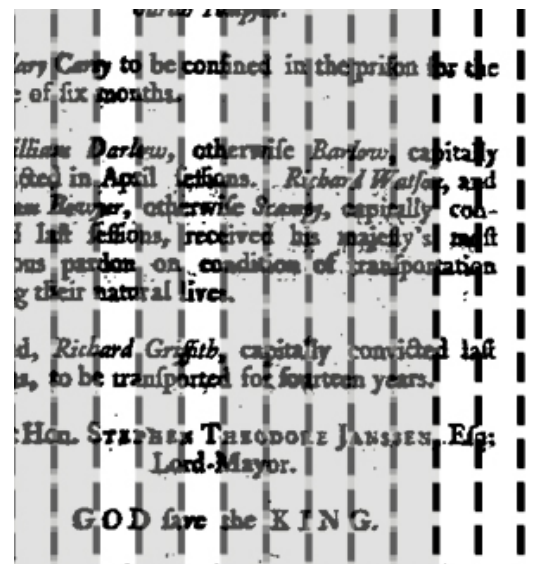 Carey to be confined in the priſon for the
of ſix months.
Darlow, otherwiſe Barlow, capitally
in April ſeſſions. Richard Watſon, and
otherwiſe Stamey, capitally con-
laſt ſeſſions, received his majeſty's moſt
pardon on condition of tranſportation
their natural lives.
Richard Griffith, capitally convicted laſt
to be tranſported for fourteen years.
Hon. STEPHEN THEODORE JANSSEN, Eſq;
Lord-Mayor.
GOD ſave the KING.